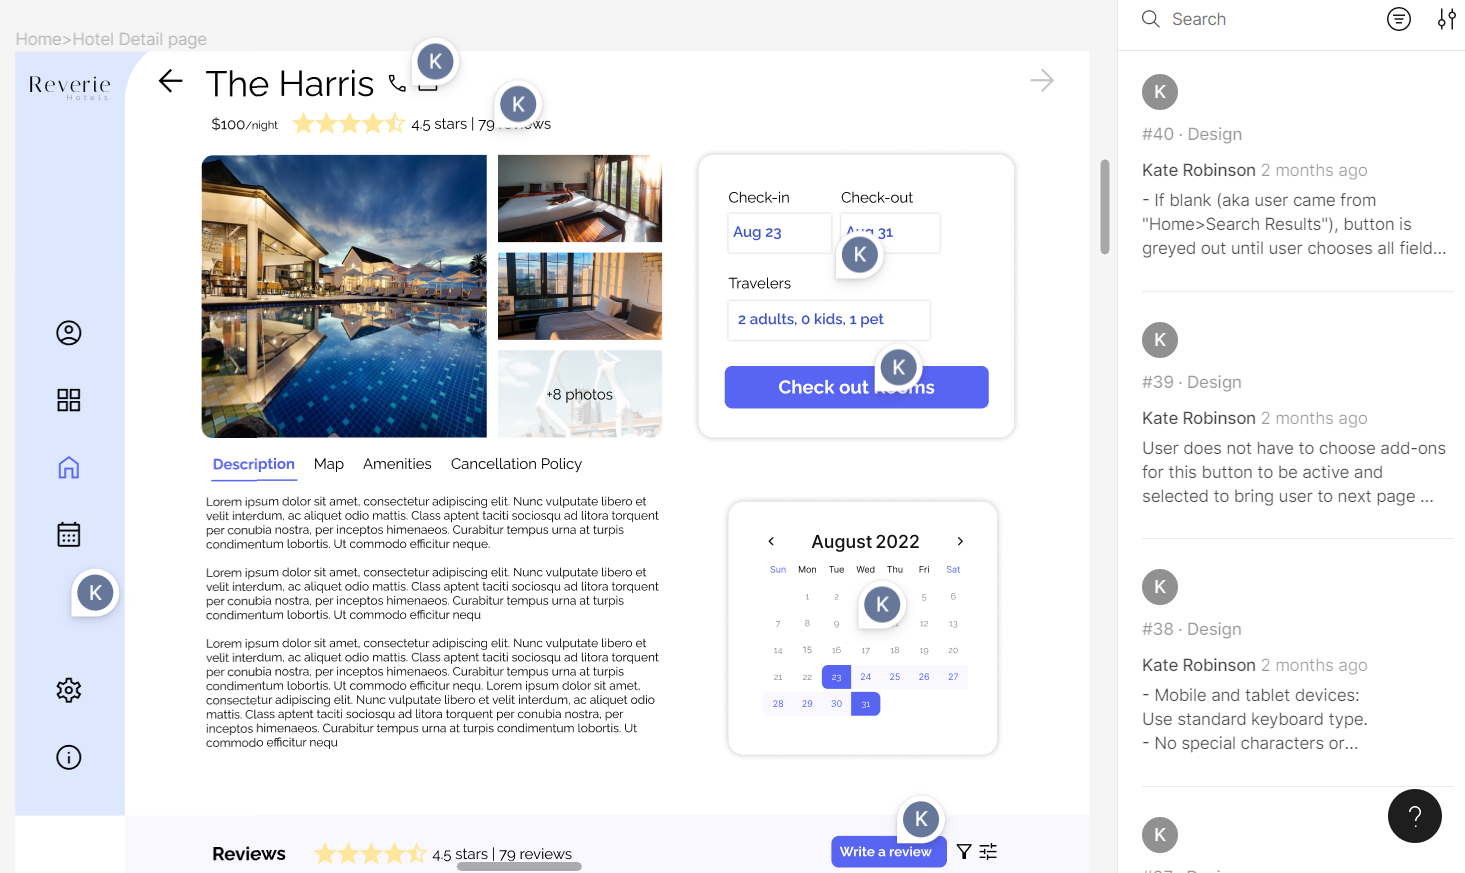 Home>Hotel Detail page
Reverie
Hotels
The Harris
K
K
$100/night
4.5 stars | 79 reviews
Check-in
Check-out
Aug 23
Aug 31
K
Travelers
2 adults, 0 kids, 1 pet
K
Check out Rooms
+8 photos
Description
Map
Amenities
Cancellation Policy
Lorem ipsum dolor sit amet, consectetur adipiscing elit. Nunc vulputate libero et
velit interdum, ac aliquet odio mattis. Class aptent taciti sociosqu ad litora torquent
per conubia nostra, per inceptos himenaeos. Curabitur tempus urna at turpis
condimentum lobortis. Ut commodo efficitur neque.
Lorem ipsum dolor sit amet, consectetur adipiscing elit. Nunc vulputate libero et
velit interdum, ac aliquet odio mattis. Class aptent taciti sociosqu ad litora torquent
per conubia nostra, per inceptos himenaeos. Curabitur tempus urna at turpis
condimentum lobortis. Ut commodo efficitur nequ
Lorem ipsum dolor sit amet, consectetur adipiscing elit. Nunc vulputate libero et
velit interdum, ac aliquet odio mattis. Class aptent taciti sociosqu ad litora torquent
per conubia nostra, per inceptos himenaeos. Curabitur tempus urna at turpis
condimentum lobortis. Ut commodo efficitur nequ. Lorem ipsum dolor sit amet,
consectetur adipiscing elit. Nunc vulputate libero et velit interdum, ac aliquet odio
mattis. Class aptent taciti sociosqu ad litora torquent per conubia nostra, per
inceptos himenaeos. Curabitur tempus urna at turpis condimentum lobortis. Ut
commodo efficitur nequ
K
August 2022
Sun Mon Tue Wed Thu Fri Sat
1 2 5 6
K
7 8 9 12 13
14 15 16 17 18 19 20
21 22 23 24 25 26 27
28 29 30 31
K
Reviews
4.5 stars | 79 reviews
Write a review
Search
K
#40 · Design
Kate Robinson 2 months ago
- If blank (aka user came from
"Home>Search Results"), button is
greyed out until user chooses all field...
K
#39 · Design
Kate Robinson 2 months ago
User does not have to choose add-ons
for this button to be active and
selected to bring user to next page ...
K
#38 · Design
Kate Robinson 2 months ago
- Mobile and tablet devices:
Use standard keyboard type.
- No special characters or...
K
?